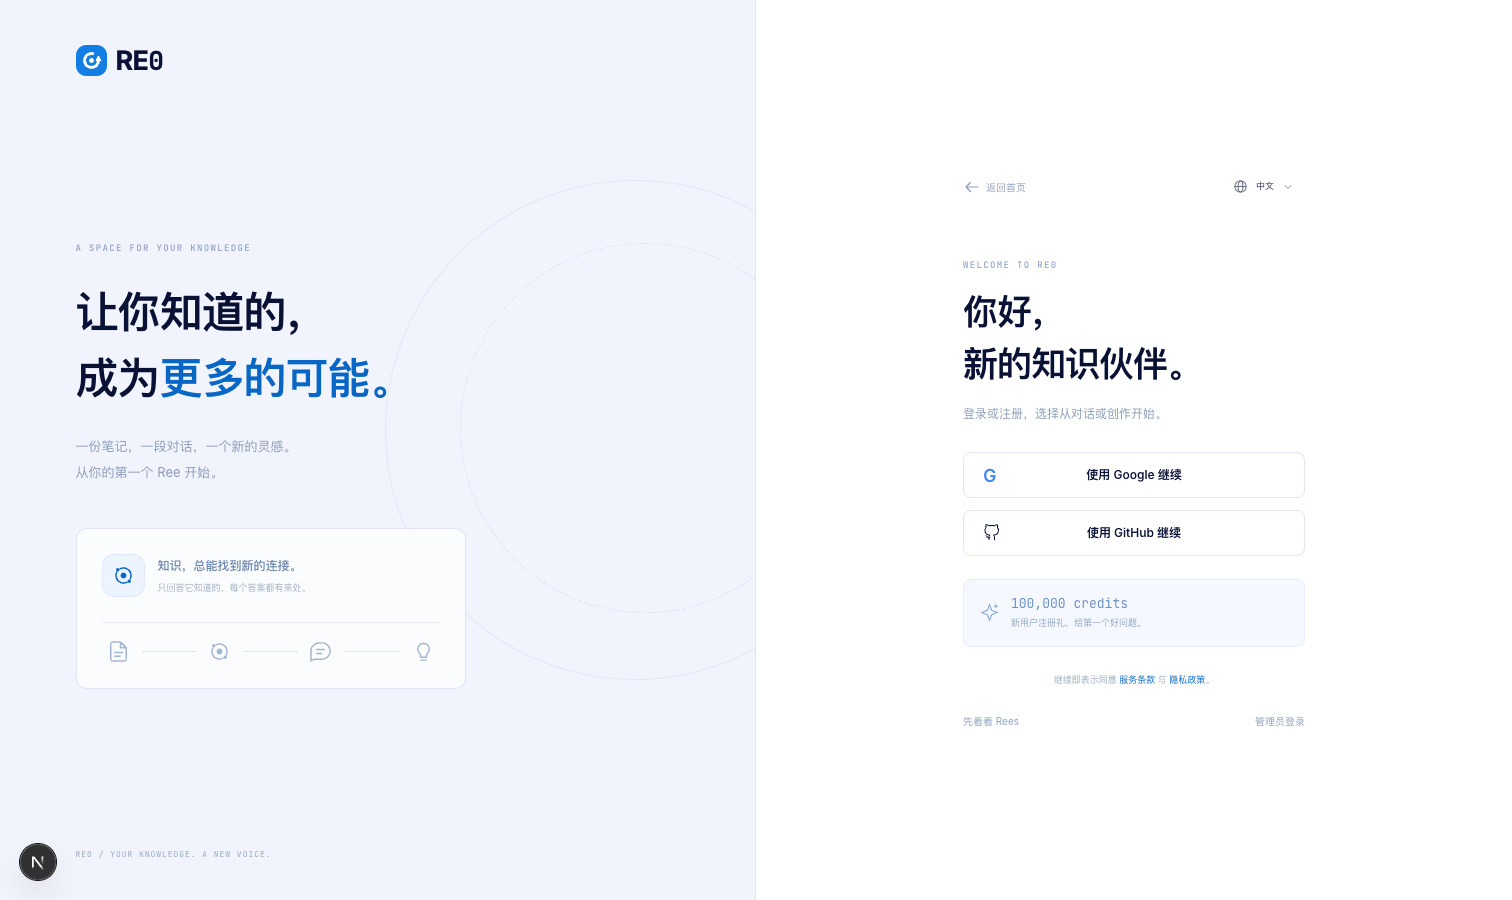 RE0
A SPACE FOR YOUR KNOWLEDGE
让你知道的，
成为更多的可能。
一份笔记，一段对话，一个新的灵感。
从你的第一个 Ree 开始。
知识，总能找到新的连接。
只回答它知道的，每个答案都有来处。
RE0 / YOUR KNOWLEDGE. A NEW VOICE.
返回首页
中文
WELCOME TO RE0
你好，
新的知识伙伴。
登录或注册，选择从对话或创作开始。
G 使用 Google 继续
使用 GitHub 继续
100,000 credits
新用户注册礼，给第一个好问题。
继续即表示同意 服务条款 与 隐私政策。
先看看 Rees
管理员登录
N